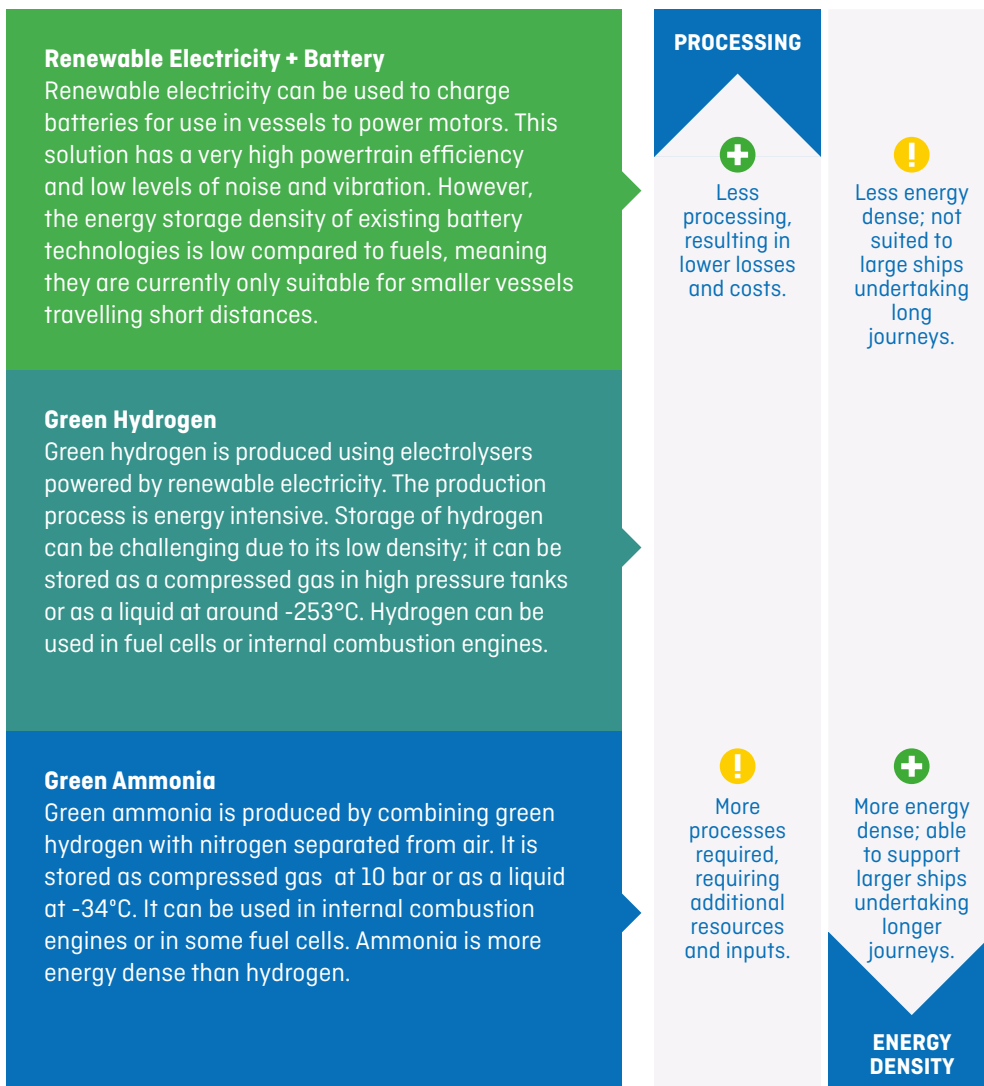 Renewable Electricity + Battery
Renewable electricity can be used to charge
batteries for use in vessels to power motors. This
solution has a very high powertrain efficiency
and low levels of noise and vibration. However,
the energy storage density of existing battery
technologies is low compared to fuels, meaning
they are currently only suitable for smaller vessels
travelling short distances.
Green Hydrogen
Green hydrogen is produced using electrolysers
powered by renewable electricity. The production
process is energy intensive. Storage of hydrogen
can be challenging due to its low density; it can be
stored as a compressed gas in high pressure tanks
or as a liquid at around -253°C. Hydrogen can be
used in fuel cells or internal combustion engines.
Green Ammonia
Green ammonia is produced by combining green
hydrogen with nitrogen separated from air. It is
stored as compressed gas at 10 bar or as a liquid
at -34°C. It can be used in internal combustion
engines or in some fuel cells. Ammonia is more
energy dense than hydrogen.
PROCESSING
Less
processing,
resulting in
lower losses
and costs.
More
processes
required,
requiring
additional
resources
and inputs.
Less energy
dense; not
suited to
large ships
undertaking
long
journeys.
More energy
dense; able
to support
larger ships
undertaking
longer
journeys.
ENERGY
DENSITY